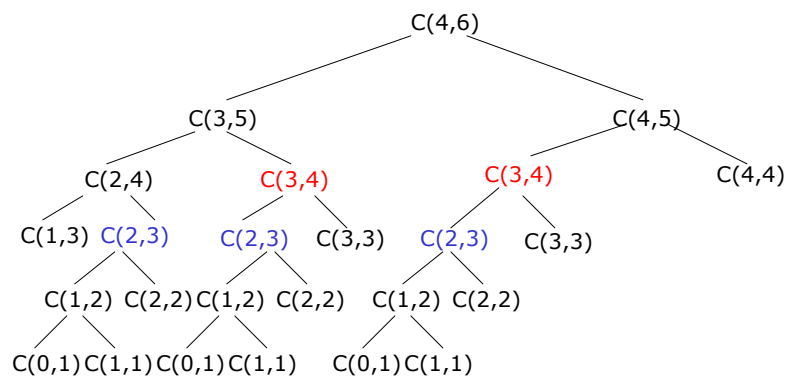 C(4,6)
C(3,5) C(4,5)
C(2,4) C(3,4) C(3,4) C(4,4)
C(1,3) C(2,3) C(2,3) C(3,3) C(2,3) C(3,3)
C(1,2) C(2,2) C(1,2) C(2,2) C(1,2) C(2,2)
C(0,1) C(1,1) C(0,1) C(1,1) C(0,1) C(1,1)